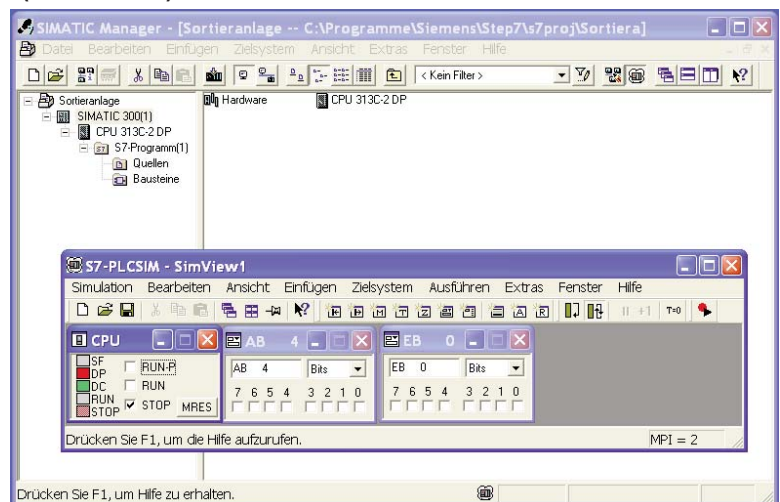 SIMATIC Manager - [Sortieranlage -- C:\Programme\Siemens\Step7\s7proj\Sortiera]
Datei Bearbeiten Einfügen Zielsystem Ansicht Extras Fenster Hilfe
< Kein Filter >
Sortieranlage
SIMATIC 300(1)
CPU 313C-2 DP
S7-Programm(1)
Quellen
Bausteine
Hardware CPU 313C-2 DP
S7-PLCSIM - SimView1
Simulation Bearbeiten Ansicht Einfügen Zielsystem Ausführen Extras Fenster Hilfe
T=0
CPU
SF
DP
DC
RUN
STOP
RUN-P
RUN
STOP MRES
AB 4
AB 4 Bits
7 6 5 4 3 2 1 0
EB 0
EB 0 Bits
7 6 5 4 3 2 1 0
Drücken Sie F1, um die Hilfe aufzurufen. MPI = 2
Drücken Sie F1, um Hilfe zu erhalten.